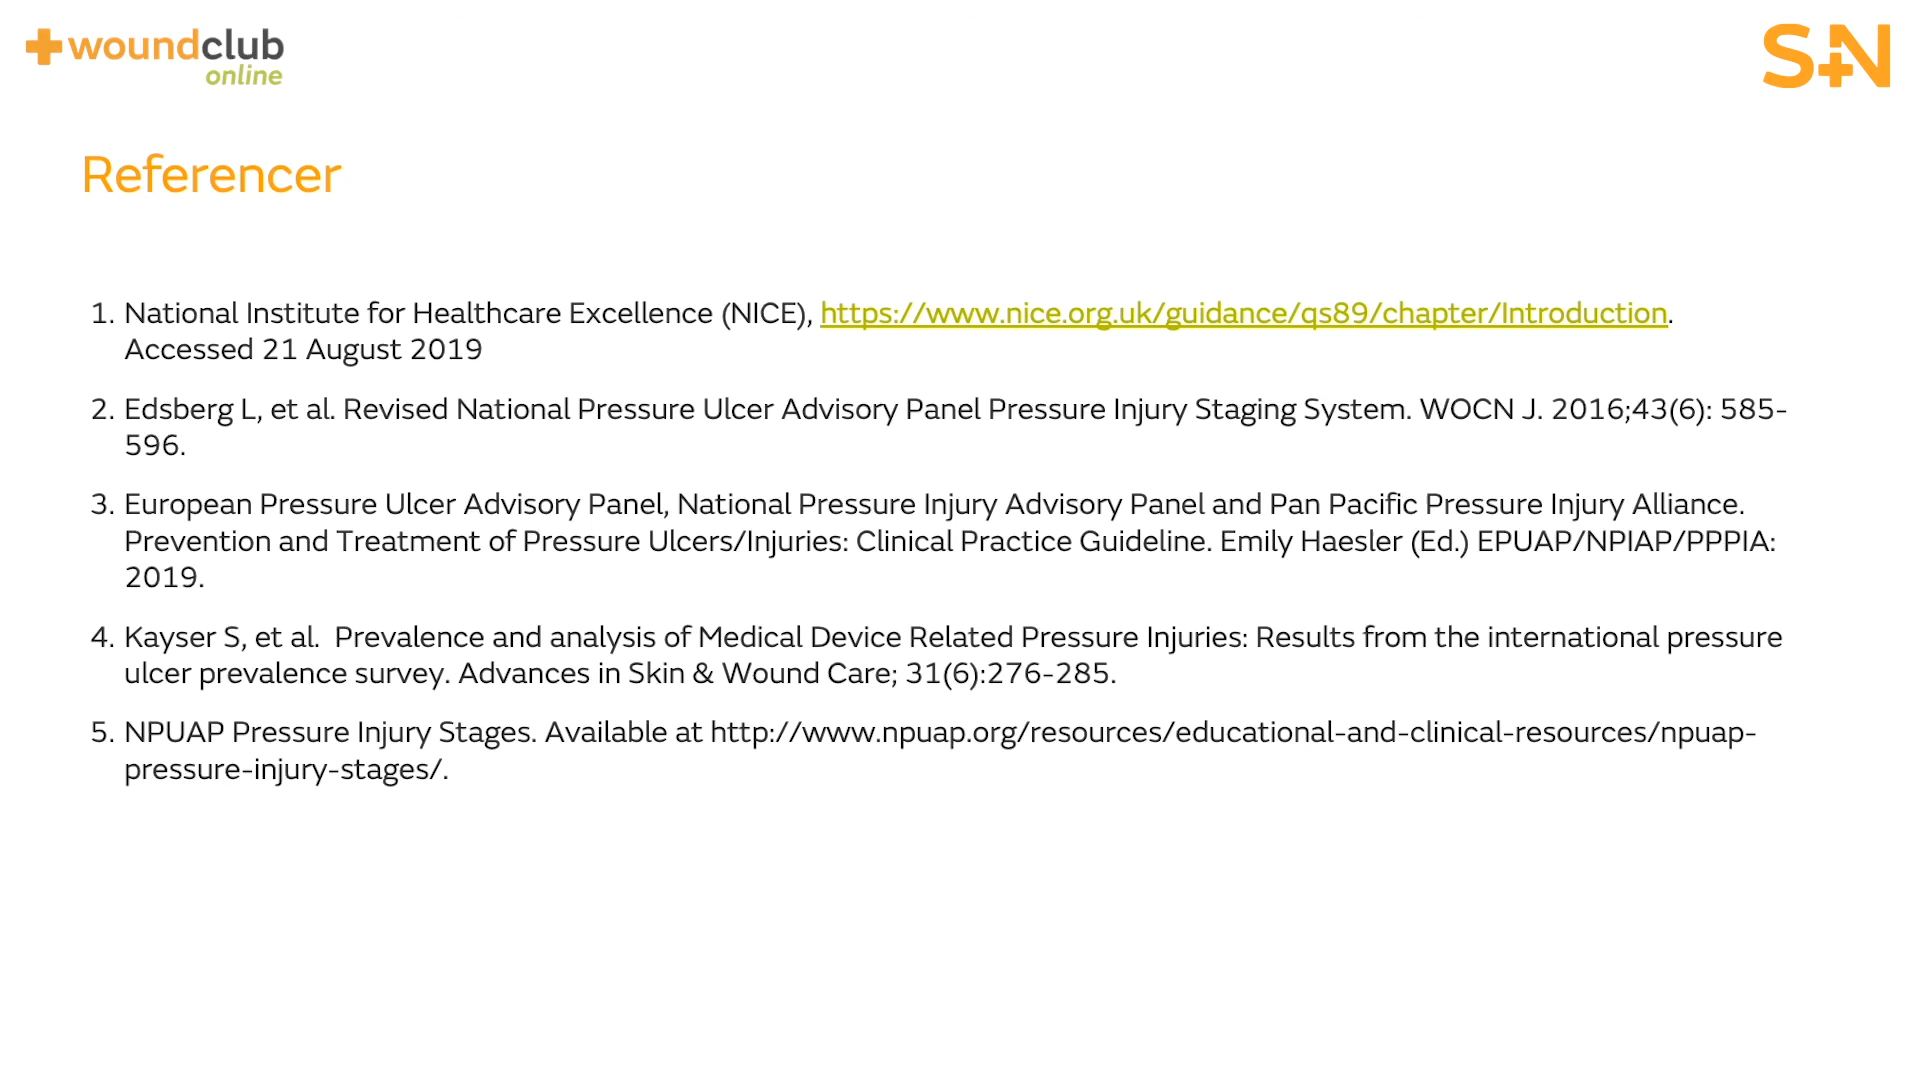 woundclub
online
S+N
Referencer
1. National Institute for Healthcare Excellence (NICE), https://www.nice.org.uk/guidance/qs89/chapter/Introduction.
Accessed 21 August 2019
2. Edsberg L, et al. Revised National Pressure Ulcer Advisory Panel Pressure Injury Staging System. WOCN J. 2016;43(6): 585-
596.
3. European Pressure Ulcer Advisory Panel, National Pressure Injury Advisory Panel and Pan Pacific Pressure Injury Alliance.
Prevention and Treatment of Pressure Ulcers/Injuries: Clinical Practice Guideline. Emily Haesler (Ed.) EPUAP/NPIAP/PPPIA:
2019.
4. Kayser S, et al.  Prevalence and analysis of Medical Device Related Pressure Injuries: Results from the international pressure
ulcer prevalence survey. Advances in Skin & Wound Care; 31(6):276-285.
5. NPUAP Pressure Injury Stages. Available at http://www.npuap.org/resources/educational-and-clinical-resources/npuap-
pressure-injury-stages/.